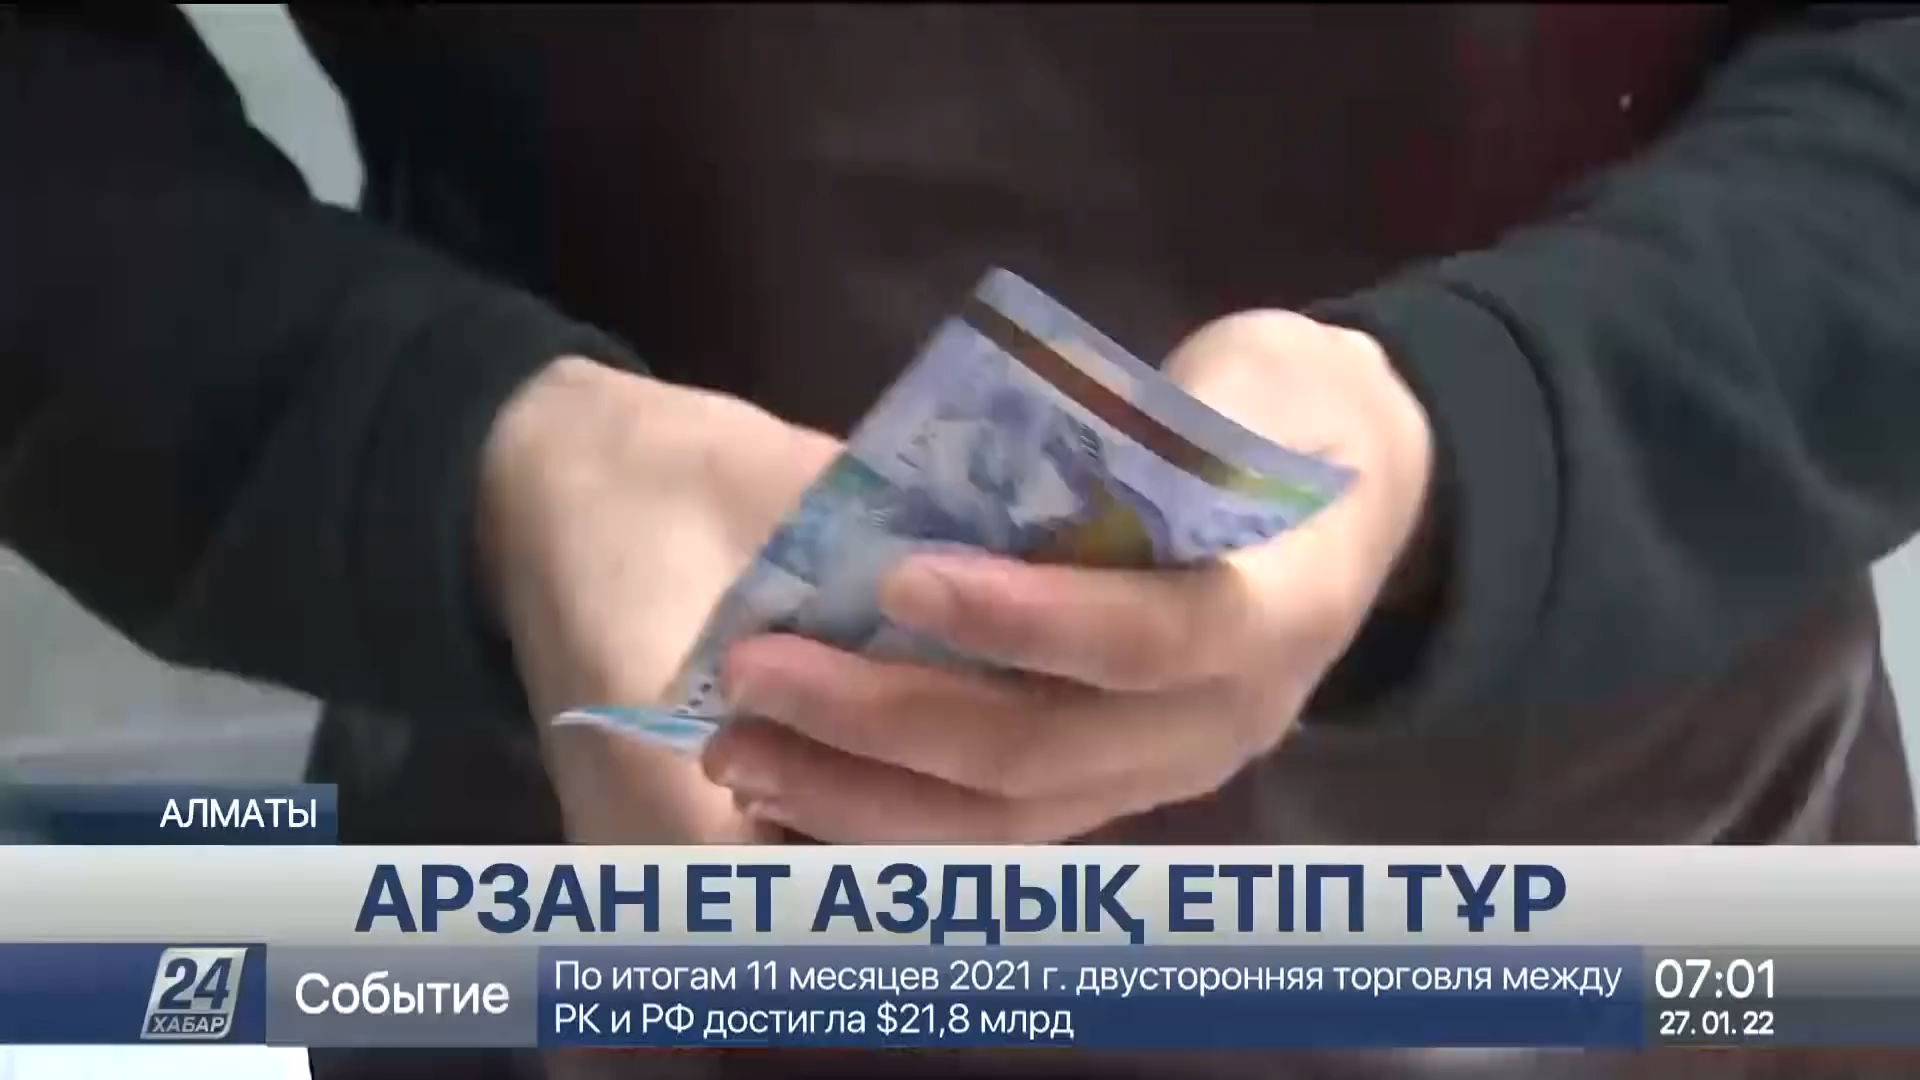 АЛМАТЫ
АРЗАН ЕТ АЗДЫҚ ЕТІП ТҰР
24
ХАБАР
Событие
По итогам 11 месяцев 2021 г. двусторонняя торговля между
РК и РФ достигла $21,8 млрд
07:01
27. 01. 22